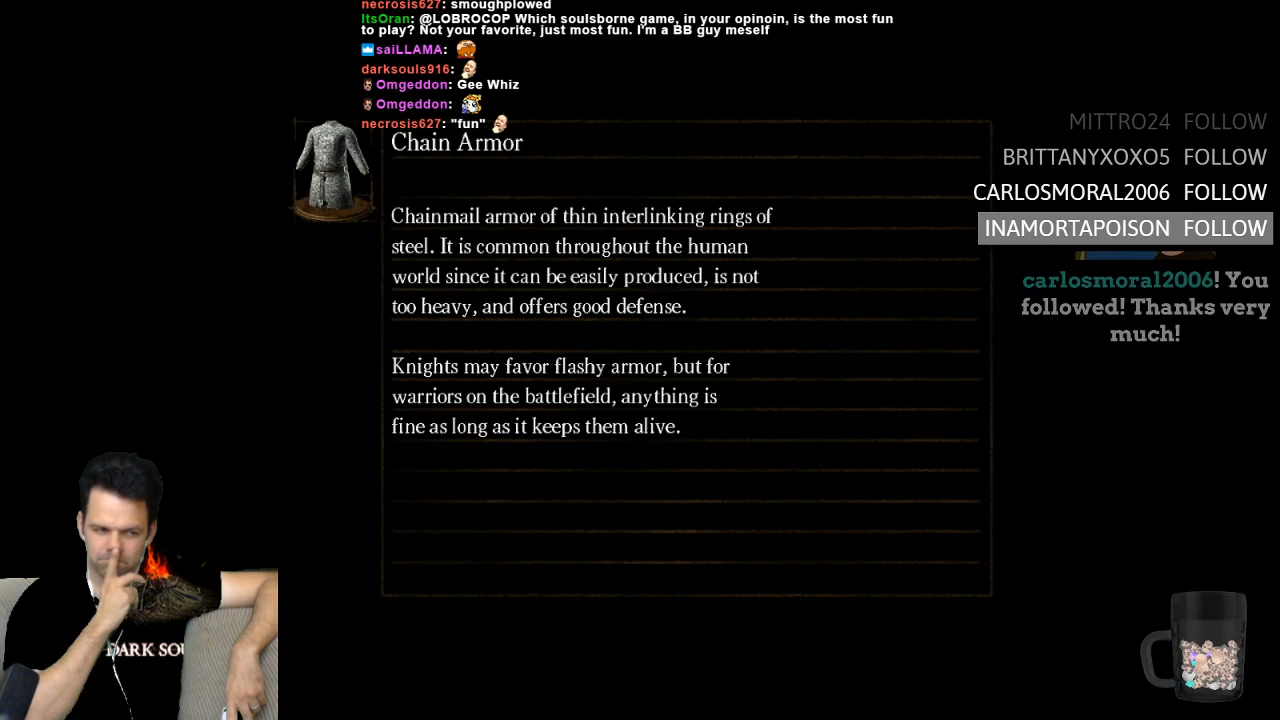 necrosis627: smoughplowed
ItsOran: @LOBROCOP Which soulsborne game, in your opinoin, is the most fun
to play? Not your favorite, just most fun. I'm a BB guy meself
saiLLAMA:
darksouls916:
Omgeddon: Gee Whiz
Omgeddon:
necrosis627: "fun"
Chain Armor
Chainmail armor of thin interlinking rings of
steel. It is common throughout the human
world since it can be easily produced, is not
too heavy, and offers good defense.
Knights may favor flashy armor, but for
warriors on the battlefield, anything is
fine as long as it keeps them alive.
MITTRO24 FOLLOW
BRITTANYXOXO5 FOLLOW
CARLOSMORAL2006 FOLLOW
INAMORTAPOISON FOLLOW
carlosmoral2006! You
followed! Thanks very
much!
DARK SOU